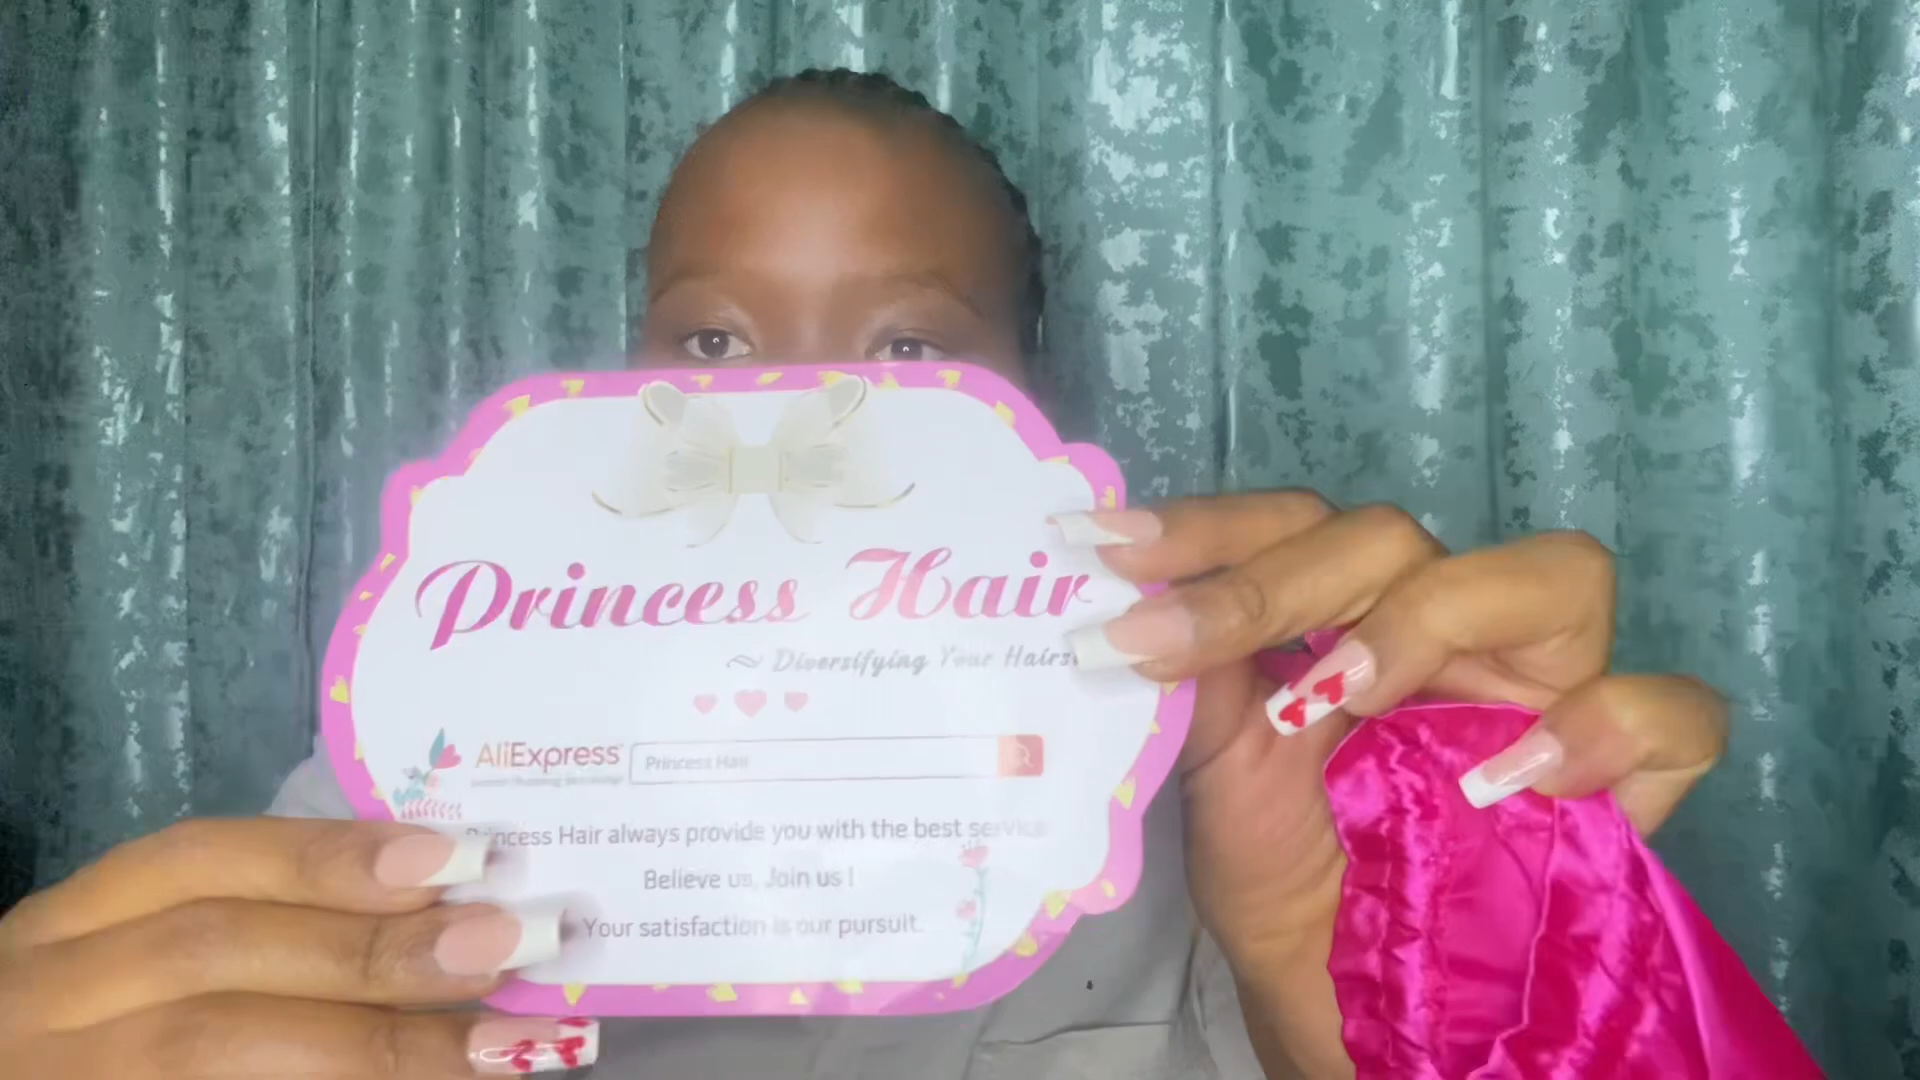 Princess Hair
~ Diversifying Your Hairs
AliExpress
Princess Hair
Princess Hair always provide you with the best service
Believe us, Join us !
Your satisfaction is our pursuit.